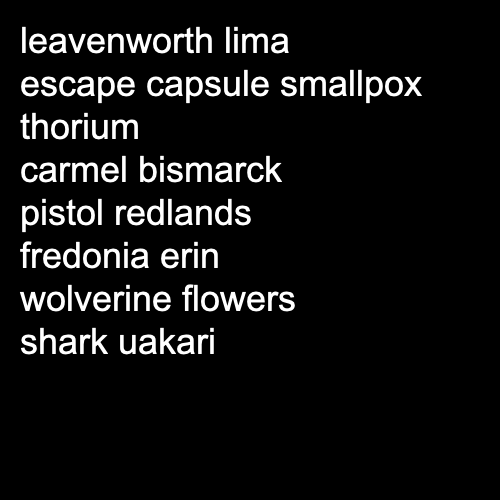 leavenworth lima
escape capsule smallpox
thorium
carmel bismarck
pistol redlands
fredonia erin
wolverine flowers
shark uakari